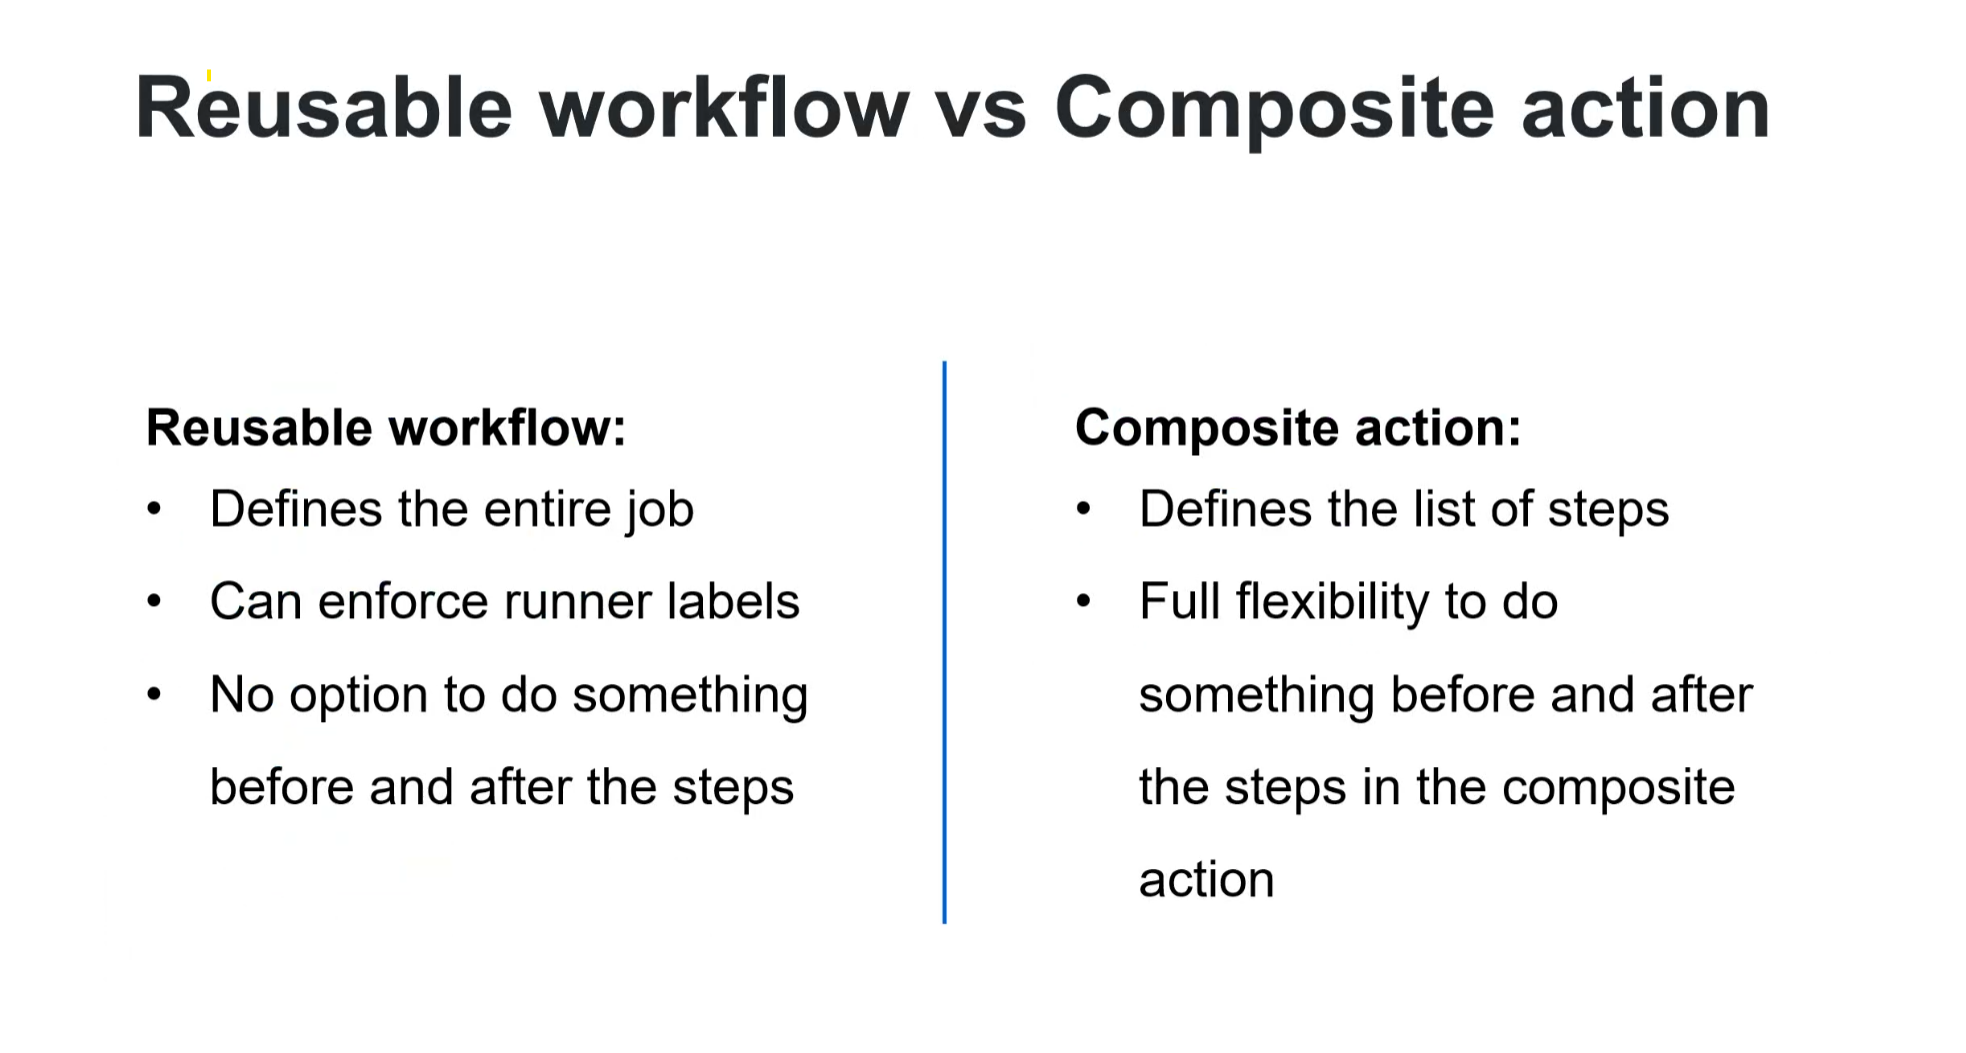 Reusable workflow vs Composite action
Reusable workflow:
• Defines the entire job
• Can enforce runner labels
• No option to do something
before and after the steps
Composite action:
• Defines the list of steps
• Full flexibility to do
something before and after
the steps in the composite
action